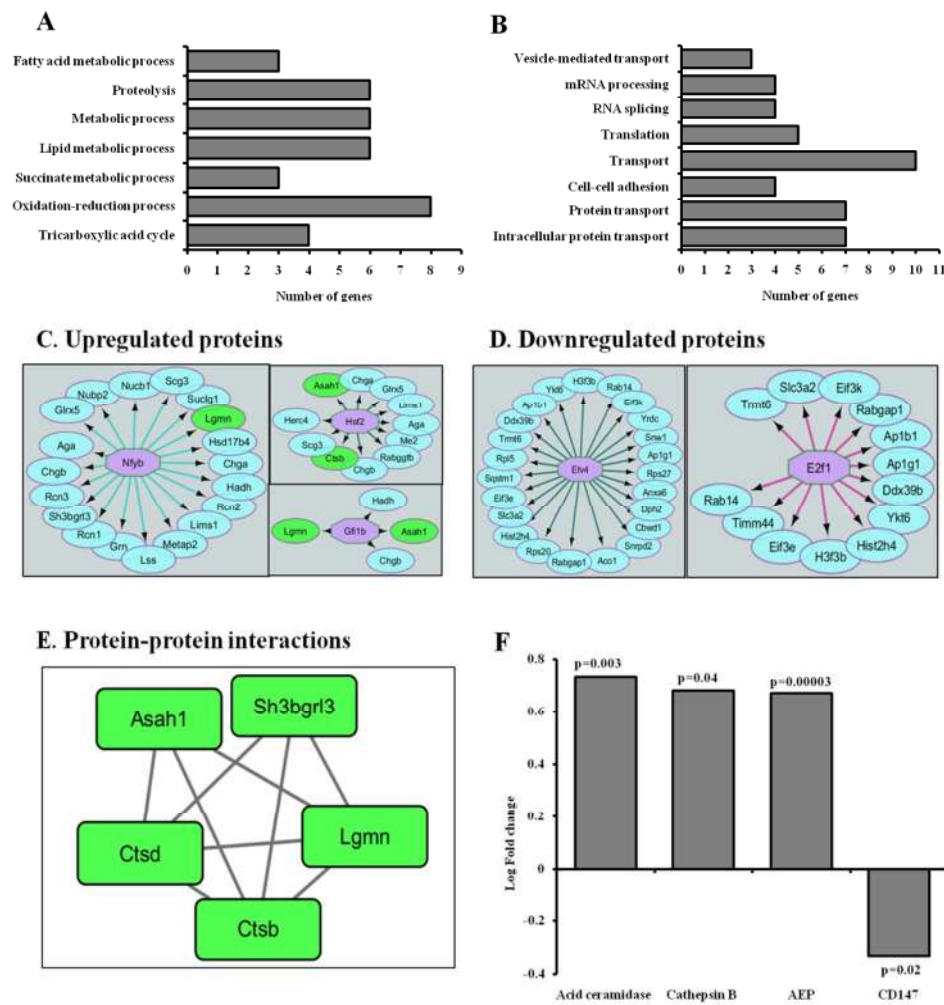 A
Fatty acid metabolic process
Proteolysis
Metabolic process
Lipid metabolic process
Succinate metabolic process
Oxidation-reduction process
Tricarboxylic acid cycle
0 1 2 3 4 5 6 7 8 9
Number of genes
B
Vesicle-mediated transport
mRNA processing
RNA splicing
Translation
Transport
Cell-cell adhesion
Protein transport
Intracellular protein transport
0 1 2 3 4 5 6 7 8 9 10 11
Number of genes
C. Upregulated proteins
Scg3
Nucb1
Nubp2
Suclg1
Glrx5
Lgmn
Aga
Hsd17b4
Nfyb
Chgb
Chga
Rcn3
Hadh
Sh3bgrl3
Rcn2
Rcn1
Lims1
Grn
Metap2
Lss
Asah1
Chga
Glrx5
Herc4
Hsf2
Lims1
Aga
Scg3
Me2
Ctsb
Rabggtb
Chgb
Hadh
Lgmn
Gfi1b
Asah1
Chgb
D. Downregulated proteins
H3f3b
Ykt6
Rab14
Ap1b1
Eif3k
Ddx39b
Yrdc
Trmt6
Snw1
Rpl5
Ap1g1
Elv4
Sqstm1
Rps27
Eif3e
Anxa6
Slc3a2
Dph2
Hist2h4
Cbwd1
Rps20
Snrpd2
Rabgap1
Aco1
Slc3a2
Eif3k
Trmt6
Rabgap1
Ap1b1
E2f1
Ap1g1
Rab14
Ddx39b
Timm44
Ykt6
Eif3e
Hist2h4
H3f3b
E. Protein-protein interactions
Asah1
Sh3bgrl3
Ctsd
Lgmn
Ctsb
F
Log Fold change
0.8
0.6
0.4
0.2
0
-0.2
-0.4
p=0.003
p=0.04
p=0.00003
p=0.02
Acid ceramidase Cathepsin B AEP CD147